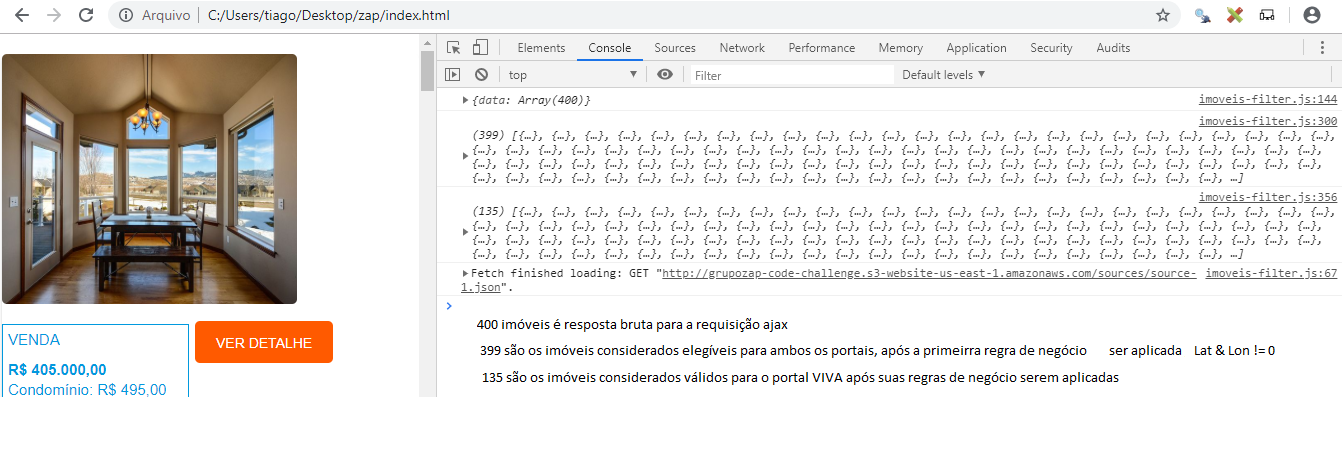 Arquivo | C:/Users/tiago/Desktop/zap/index.html
Elements Console Sources Network Performance Memory Application Security Audits
top Filter Default levels
{data: Array(400)} imoveis-filter.js:144
imoveis-filter.js:300
(399) [{…}, {…}, {…}, {…}, {…}, {…}, {…}, {…}, {…}, {…}, {…}, {…}, {…}, {…}, {…}, {…}, {…}, {…}, {…}, {…}, {…}, {…}, {…}, {…}, {…},
{…}, {…}, {…}, {…}, {…}, {…}, {…}, {…}, {…}, {…}, {…}, {…}, {…}, {…}, {…}, {…}, {…}, {…}, {…}, {…}, {…}, {…}, {…}, {…}, {…}, {…},
{…}, {…}, {…}, {…}, {…}, {…}, {…}, {…}, {…}, {…}, {…}, {…}, {…}, {…}, {…}, {…}, {…}, {…}, {…}, {…}, {…}, {…}, {…}, {…}, {…}, {…},
{…}, {…}, {…}, {…}, {…}, {…}, {…}, {…}, {…}, {…}, {…}, {…}, {…}, {…}, {…}, {…}, {…}, {…}, {…}, {…}, {…}, {…}, {…}, …]
imoveis-filter.js:356
(135) [{…}, {…}, {…}, {…}, {…}, {…}, {…}, {…}, {…}, {…}, {…}, {…}, {…}, {…}, {…}, {…}, {…}, {…}, {…}, {…}, {…}, {…}, {…}, {…}, {…},
{…}, {…}, {…}, {…}, {…}, {…}, {…}, {…}, {…}, {…}, {…}, {…}, {…}, {…}, {…}, {…}, {…}, {…}, {…}, {…}, {…}, {…}, {…}, {…}, {…}, {…},
{…}, {…}, {…}, {…}, {…}, {…}, {…}, {…}, {…}, {…}, {…}, {…}, {…}, {…}, {…}, {…}, {…}, {…}, {…}, {…}, {…}, {…}, {…}, {…}, {…}, {…},
{…}, {…}, {…}, {…}, {…}, {…}, {…}, {…}, {…}, {…}, {…}, {…}, {…}, {…}, {…}, {…}, {…}, {…}, {…}, {…}, {…}, {…}, {…}, …]
Fetch finished loading: GET "http://grupozap-code-challenge.s3-website-us-east-1.amazonaws.com/sources/source- imoveis-filter.js:67
1.json".
400 imóveis é resposta bruta para a requisição ajax
399 são os imóveis considerados elegíveis para ambos os portais, após a primeirra regra de negócio ser aplicada Lat & Lon != 0
135 são os imóveis considerados válidos para o portal VIVA após suas regras de negócio serem aplicadas
VENDA
R$ 405.000,00
Condomínio: R$ 495,00
VER DETALHE